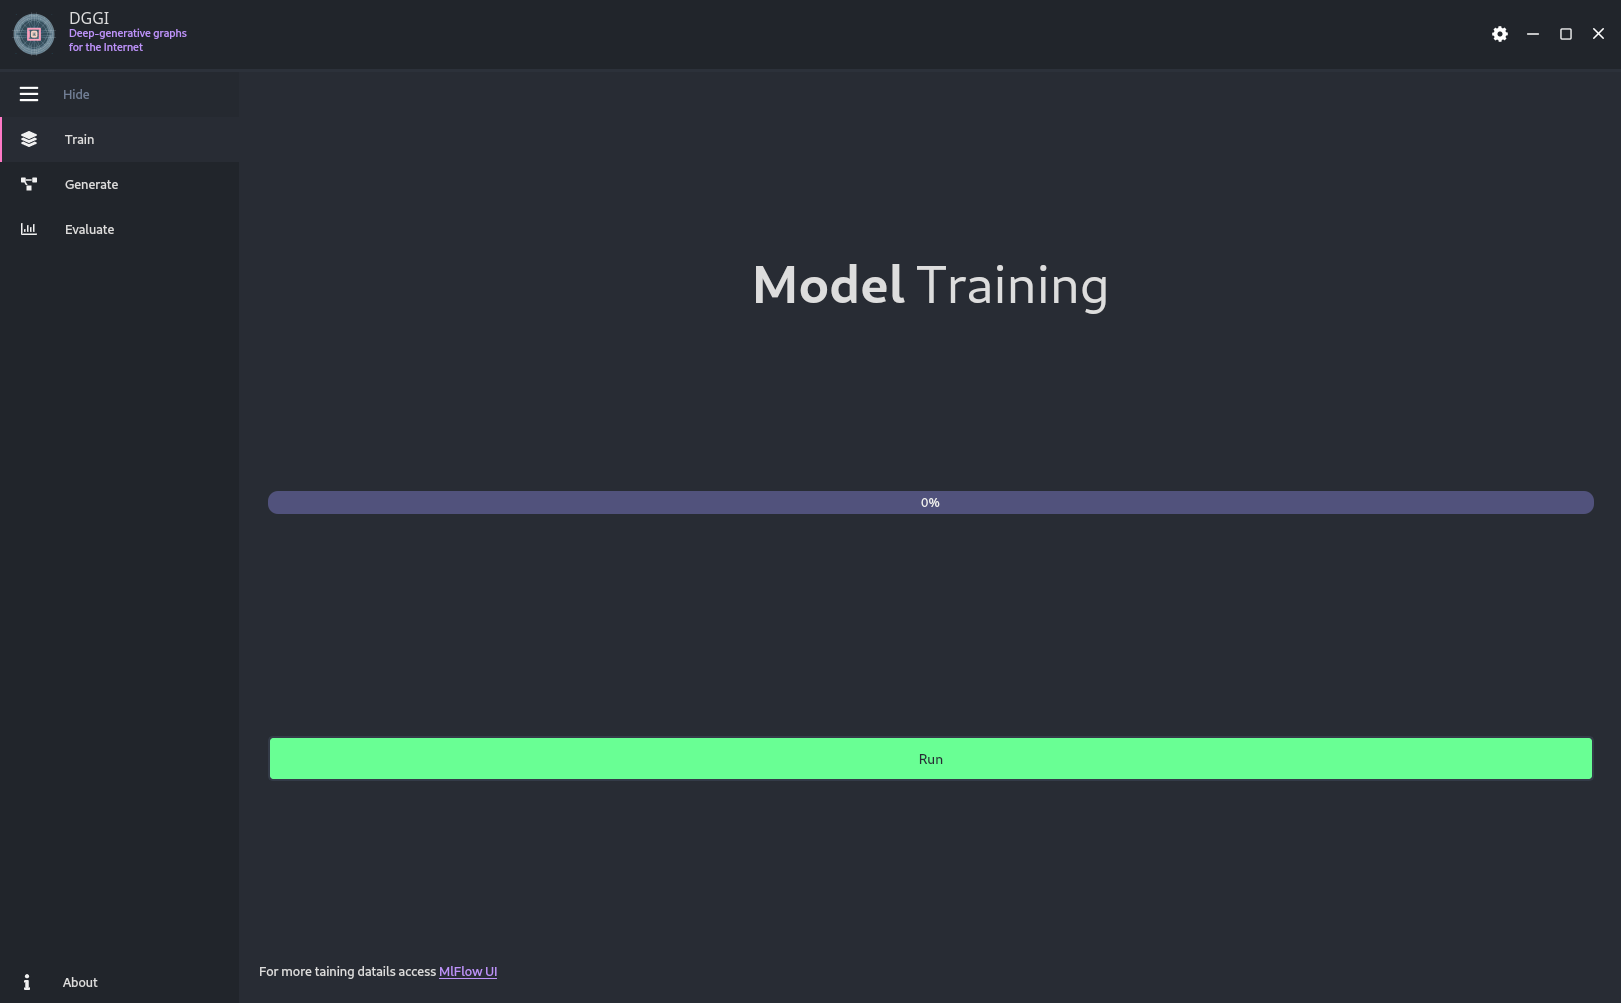 DGGI
Deep-generative graphs
for the Internet
Hide
Train
Generate
Evaluate
Model Training
0%
Run
For more taining datails access MlFlow UI
About